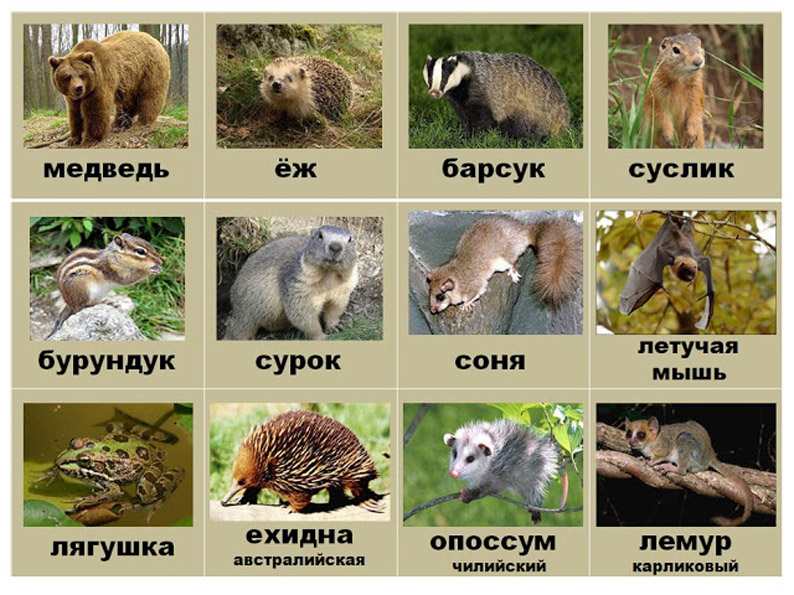 медведь ёж барсук суслик
бурундук сурок соня летучая
мышь
лягушка ехидна опоссум лемур
австралийская чилийский карликовый